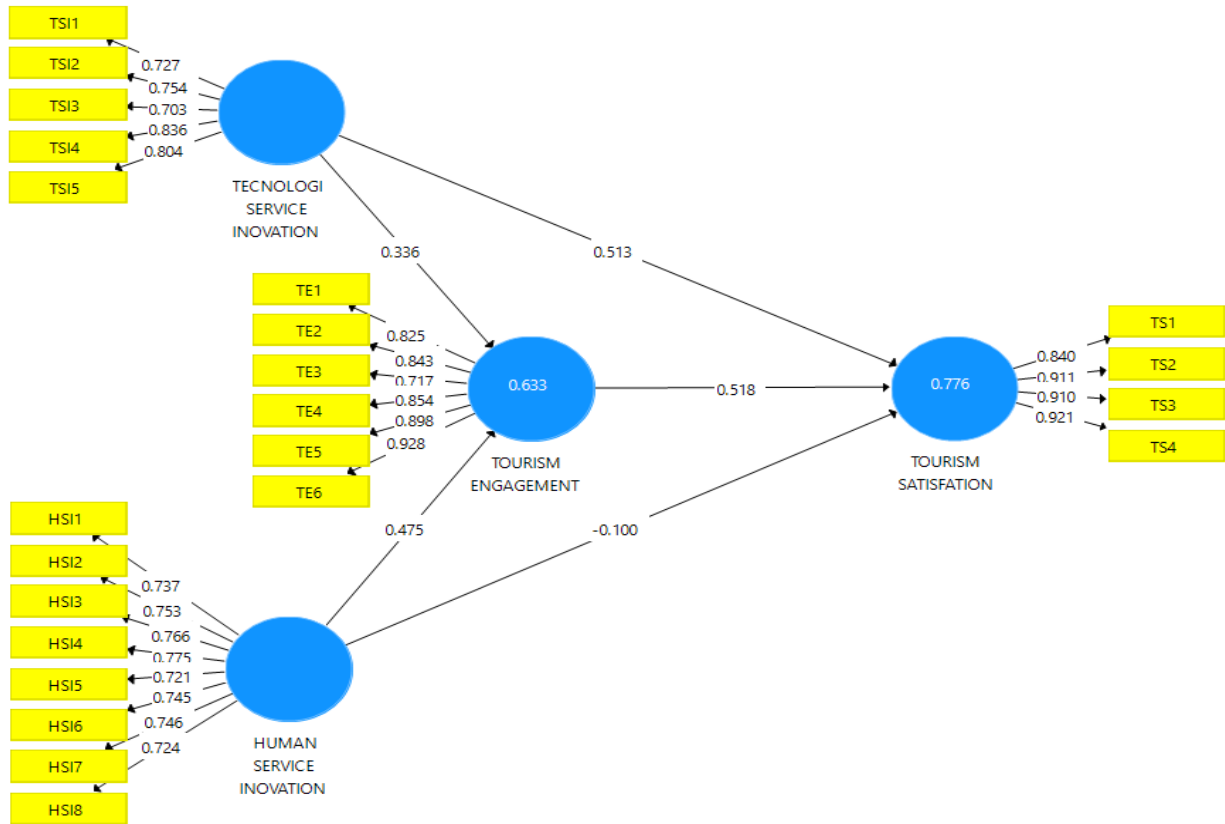 TSI1
TSI2
TSI3
TSI4
TSI5
0.727
0.754
0.703
0.836
0.804
TECNOLOGI
SERVICE
INOVATION
0.336
0.513
TE1
TE2
TE3
TE4
TE5
TE6
0.825
0.843
0.717
0.854
0.898
0.928
0.633
TOURISM
ENGAGEMENT
0.518
0.776
TOURISM
SATISFATION
0.840
0.911
0.910
0.921
TS1
TS2
TS3
TS4
0.475
-0.100
HSI1
HSI2
HSI3
HSI4
HSI5
HSI6
HSI7
HSI8
0.737
0.753
0.766
0.775
0.721
0.745
0.746
0.724
HUMAN
SERVICE
INOVATION